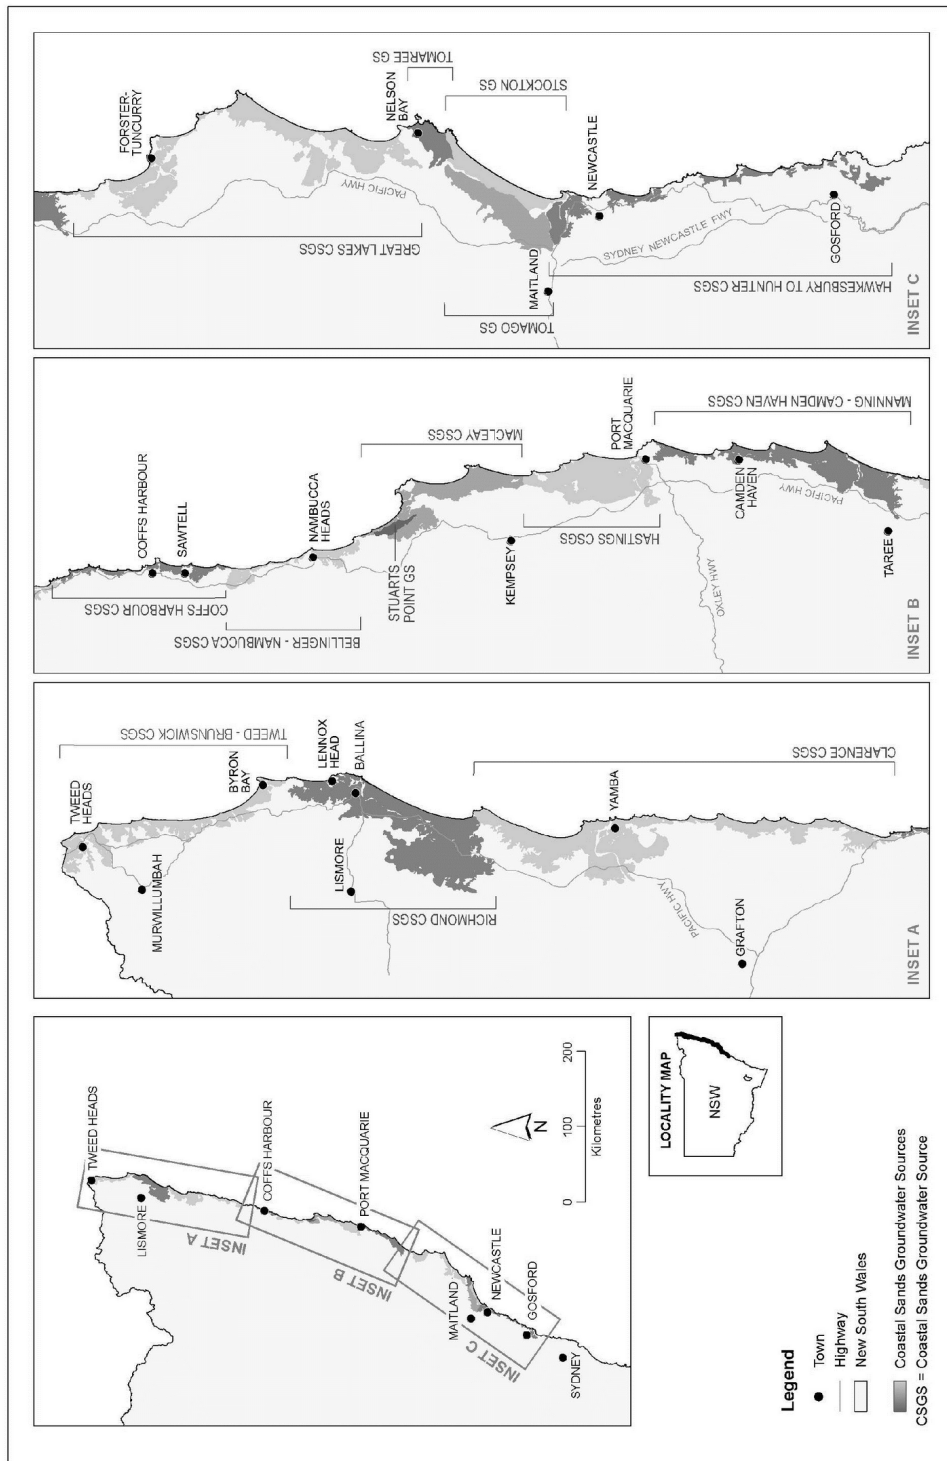 TWEED HEADS
LISMORE
INSET A
COFFS HARBOUR
PORT MACQUARIE
INSET B
MAITLAND
NEWCASTLE
GOSFORD
INSET C
SYDNEY
N
0
100
200
Kilometres
Legend
Town
Highway
New South Wales
Coastal Sands Groundwater Sources
CSGS = Coastal Sands Groundwater Source
LOCALITY MAP
NSW
TWEED
HEADS
MURWILLUMBAH
TWEED - BRUNSWICK CSGS
BYRON
BAY
LENNOX
HEAD
BALLINA
LISMORE
RICHMOND CSGS
CLARENCE CSGS
YAMBA
PACIFIC HWY
GRAFTON
INSET A
COFFS HARBOUR
SAWTELL
COFFS HARBOUR CSGS
NAMBUCCA
HEADS
BELLINGER - NAMBUCCA CSGS
STUARTS
POINT GS
MACLEAY CSGS
KEMPSEY
HASTINGS CSGS
PORT
MACQUARIE
OXLEY HWY
CAMDEN
HAVEN
MANNING - CAMDEN HAVEN CSGS
PACIFIC HWY
TAREE
INSET B
FORSTER-
TUNCURRY
GREAT LAKES CSGS
PACIFIC HWY
NELSON
BAY
TOMAREE GS
STOCKTON GS
TOMAGO GS
MAITLAND
NEWCASTLE
SYDNEY NEWCASTLE FWY
HAWKESBURY TO HUNTER CSGS
GOSFORD
INSET C